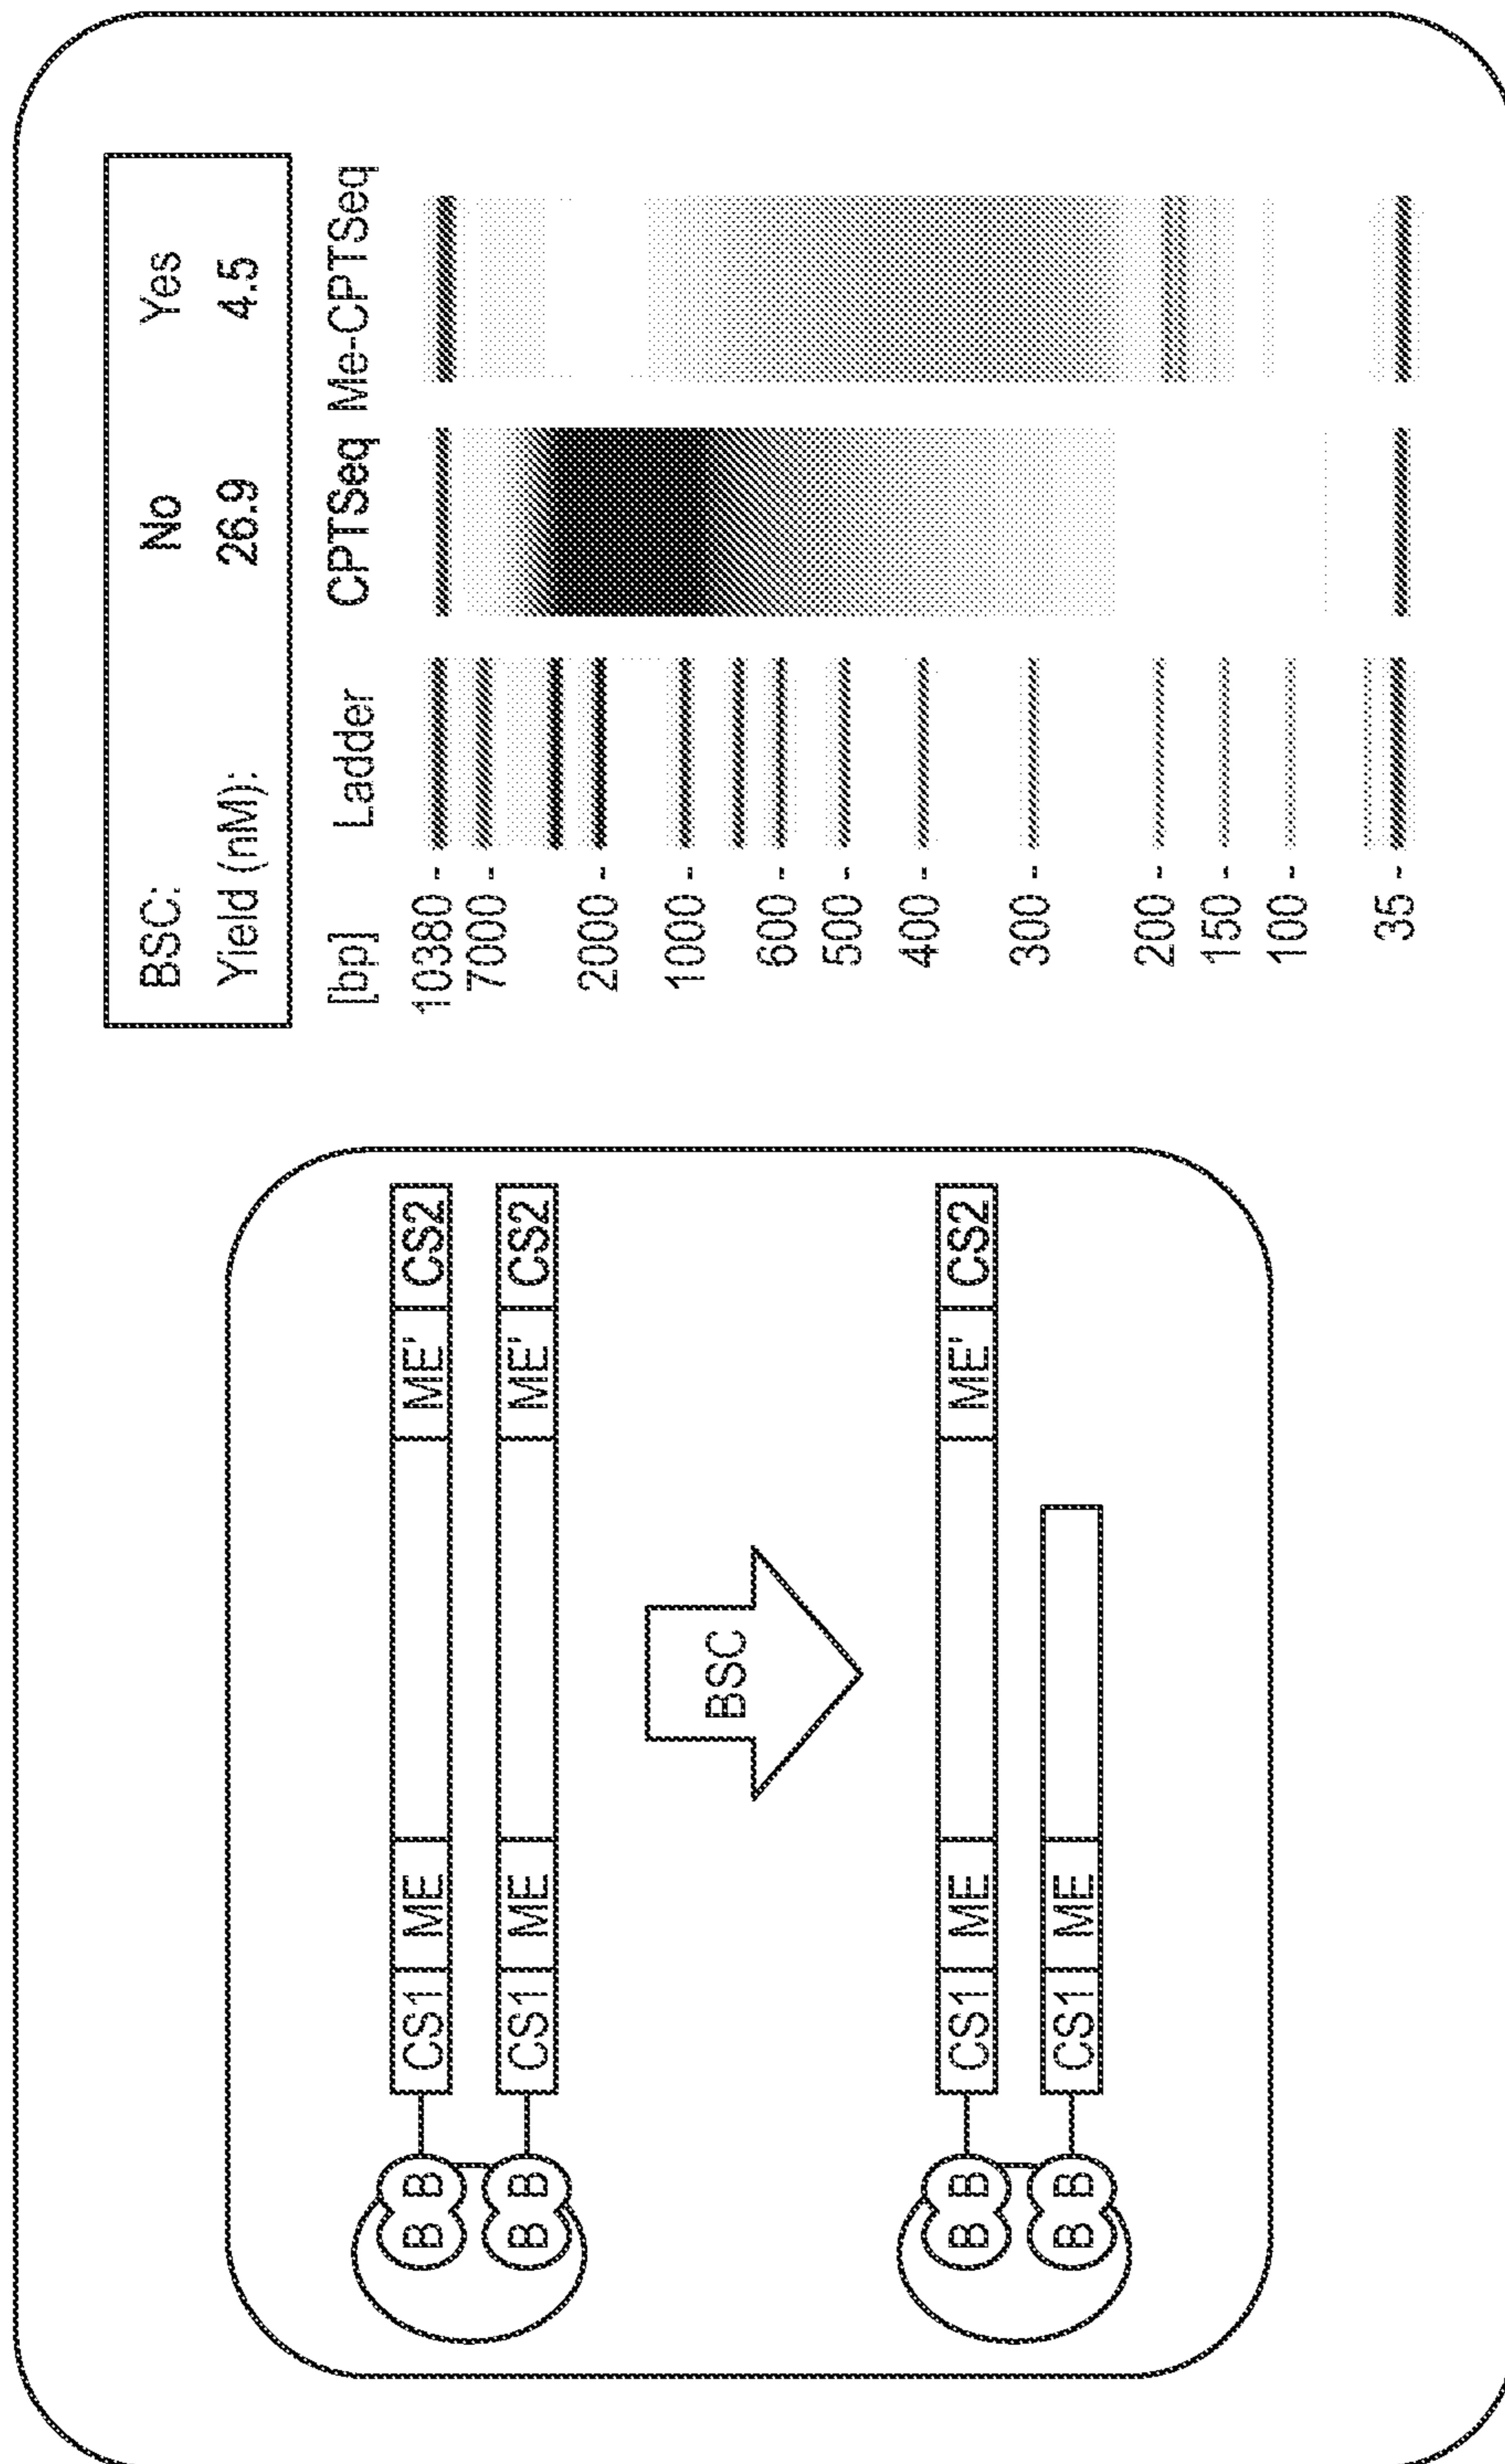 B B CS1 ME ME' CS2
B B CS1 ME ME' CS2
BSC
B B CS1 ME ME' CS2
B B CS1 ME
BSC: No Yes
Yield (nM): 26.9 4.5
[bp] Ladder CPTSeq Me-CPTSeq
10380 -
7000 -
2000 -
1000 -
600 -
500 -
400 -
300 -
200 -
150 -
100 -
35 -